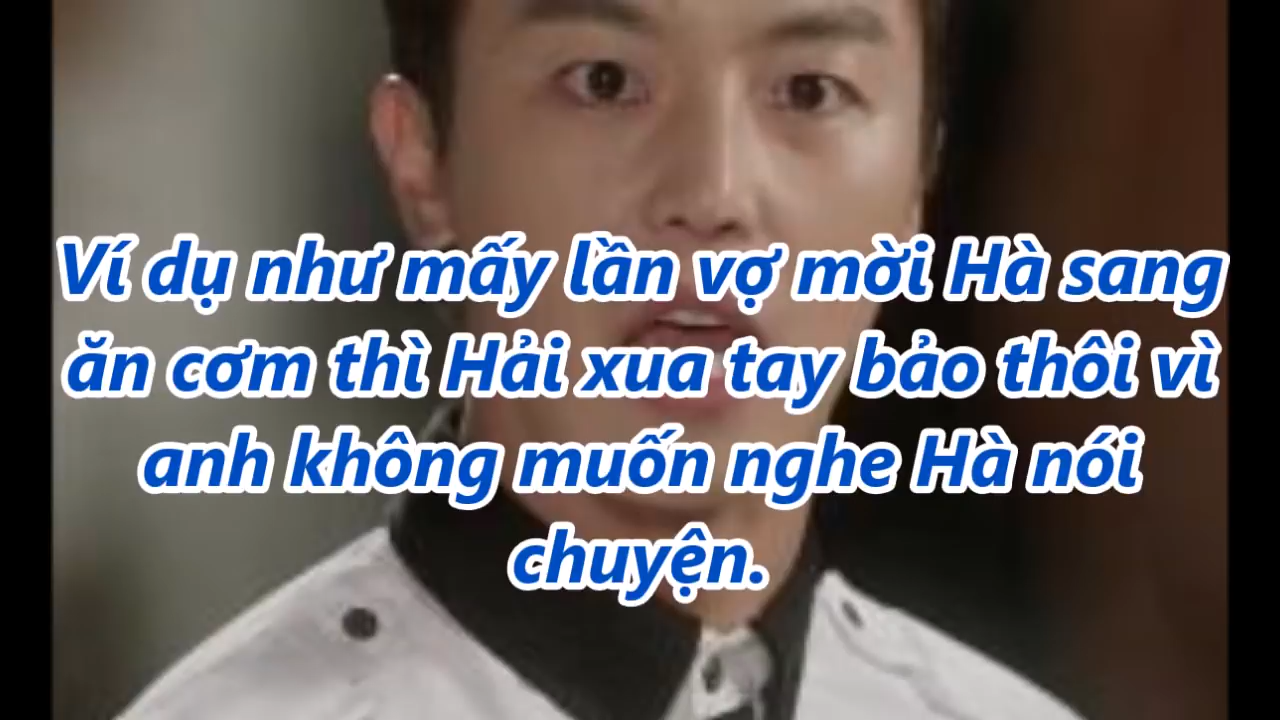 Ví dụ như mấy lần vợ mời Hà sang
ăn cơm thì Hải xua tay bảo thôi vì
anh không muốn nghe Hà nói
chuyện.